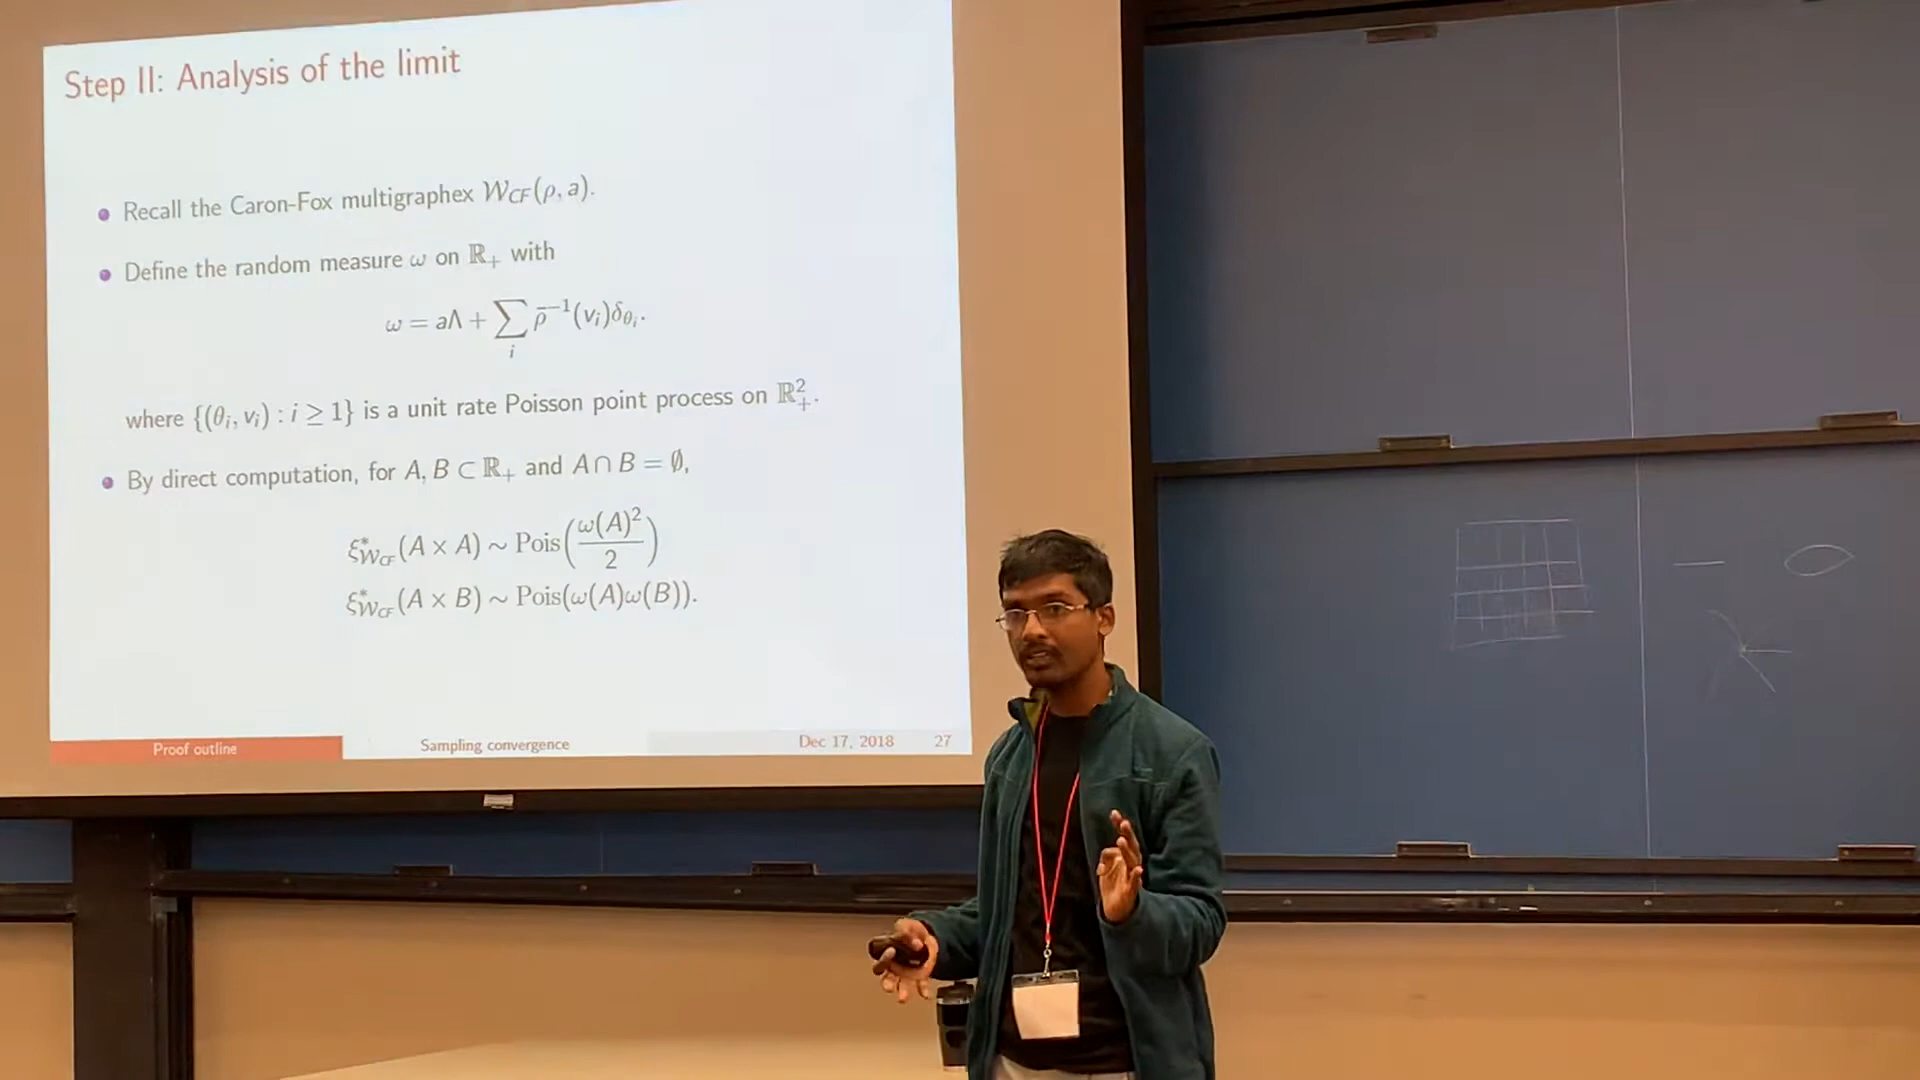 Step II: Analysis of the limit
Recall the Caron-Fox multigraphex 𝒲_CF(ρ, a).
Define the random measure ω on ℝ₊ with
ω = aΛ + ∑_i ρ̄⁻¹(v_i)δ_{θ_i}.
where {(θ_i, v_i) : i ≥ 1} is a unit rate Poisson point process on ℝ²₊.
By direct computation, for A, B ⊂ ℝ₊ and A ∩ B = ∅,
ξ*_{𝒲_CF}(A × A) ∼ Pois(ω(A)²/2)
ξ*_{𝒲_CF}(A × B) ∼ Pois(ω(A)ω(B)).
Proof outline Sampling convergence Dec 17, 2018 27